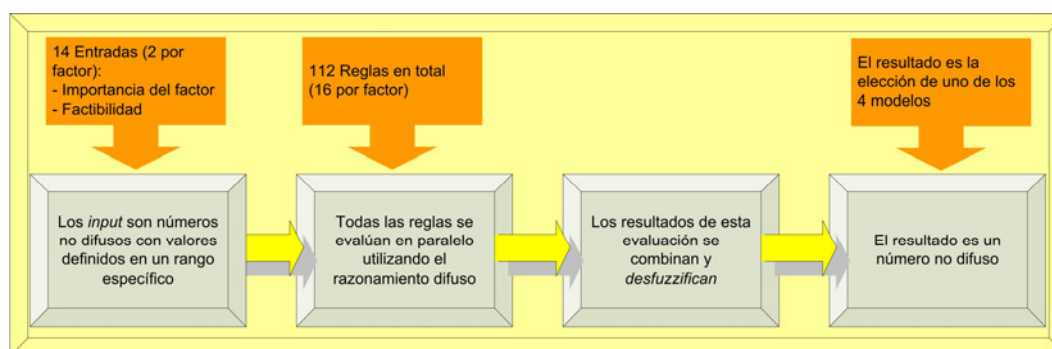 14 Entradas (2 por
factor):
- Importancia del factor
- Factibilidad
112 Reglas en total
(16 por factor)
El resultado es la
elección de uno de los
4 modelos
Los input son números
no difusos con valores
definidos en un rango
específico
Todas las reglas se
evalúan en paralelo
utilizando el
razonamiento difuso
Los resultados de esta
evaluación se
combinan y
desfuzzifican
El resultado es un
número no difuso